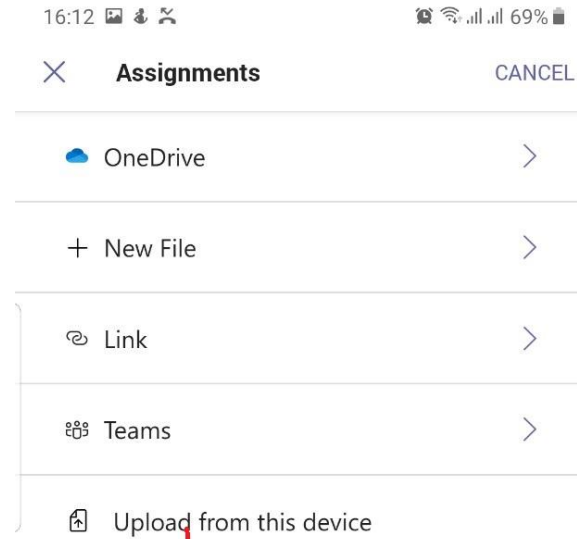 16:12 69%
Assignments CANCEL
OneDrive
New File
Link
Teams
Upload from this device